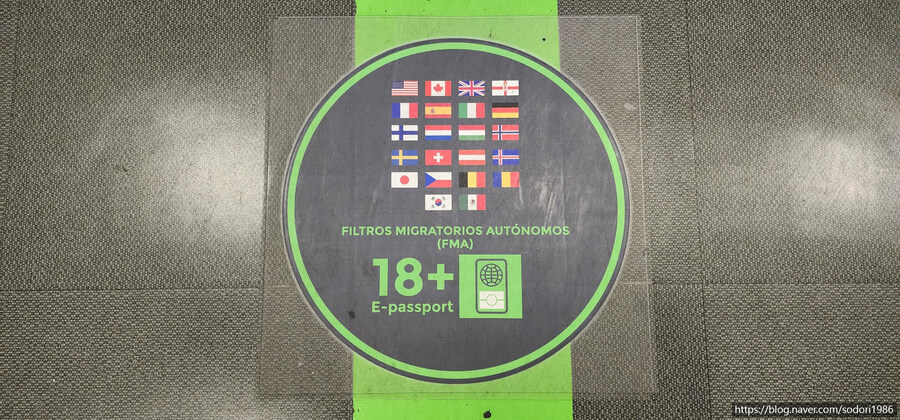 FILTROS MIGRATORIOS AUTÓNOMOS
(FMA)
18+
E-passport
https://blog.naver.com/sodori1986